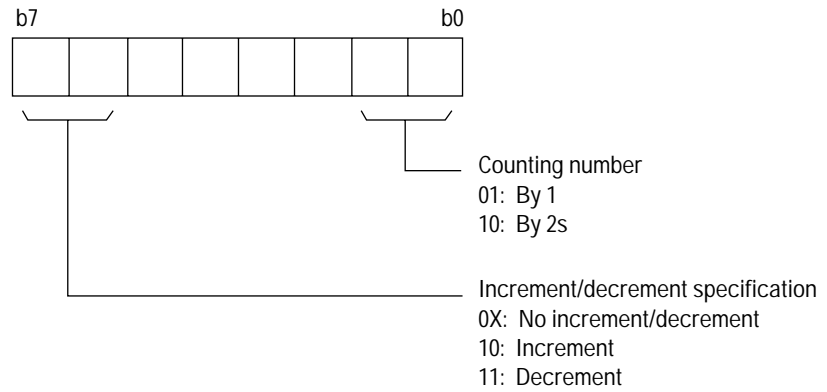 b7 b0
Counting number
01: By 1
10: By 2s
Increment/decrement specification
0X: No increment/decrement
10: Increment
11: Decrement